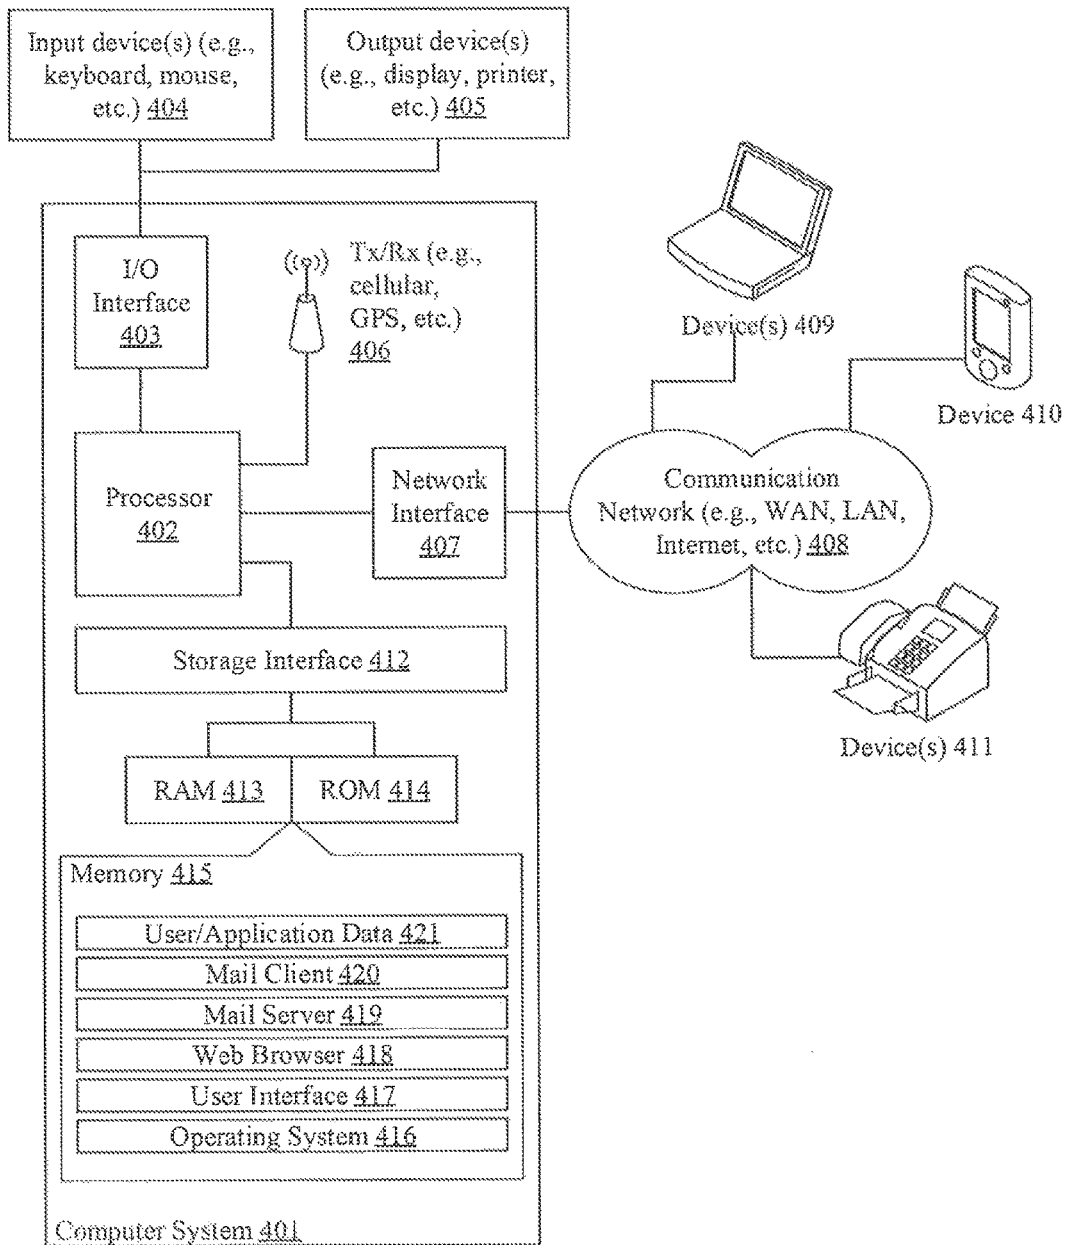 Input device(s) (e.g.,
keyboard, mouse,
etc.) 404
Output device(s)
(e.g., display, printer,
etc.) 405
I/O
Interface
403
Tx/Rx (e.g.,
cellular,
GPS, etc.)
406
Device(s) 409
Device 410
Processor
402
Network
Interface
407
Communication
Network (e.g., WAN, LAN,
Internet, etc.) 408
Storage Interface 412
Device(s) 411
RAM 413
ROM 414
Memory 415
User/Application Data 421
Mail Client 420
Mail Server 419
Web Browser 418
User Interface 417
Operating System 416
Computer System 401